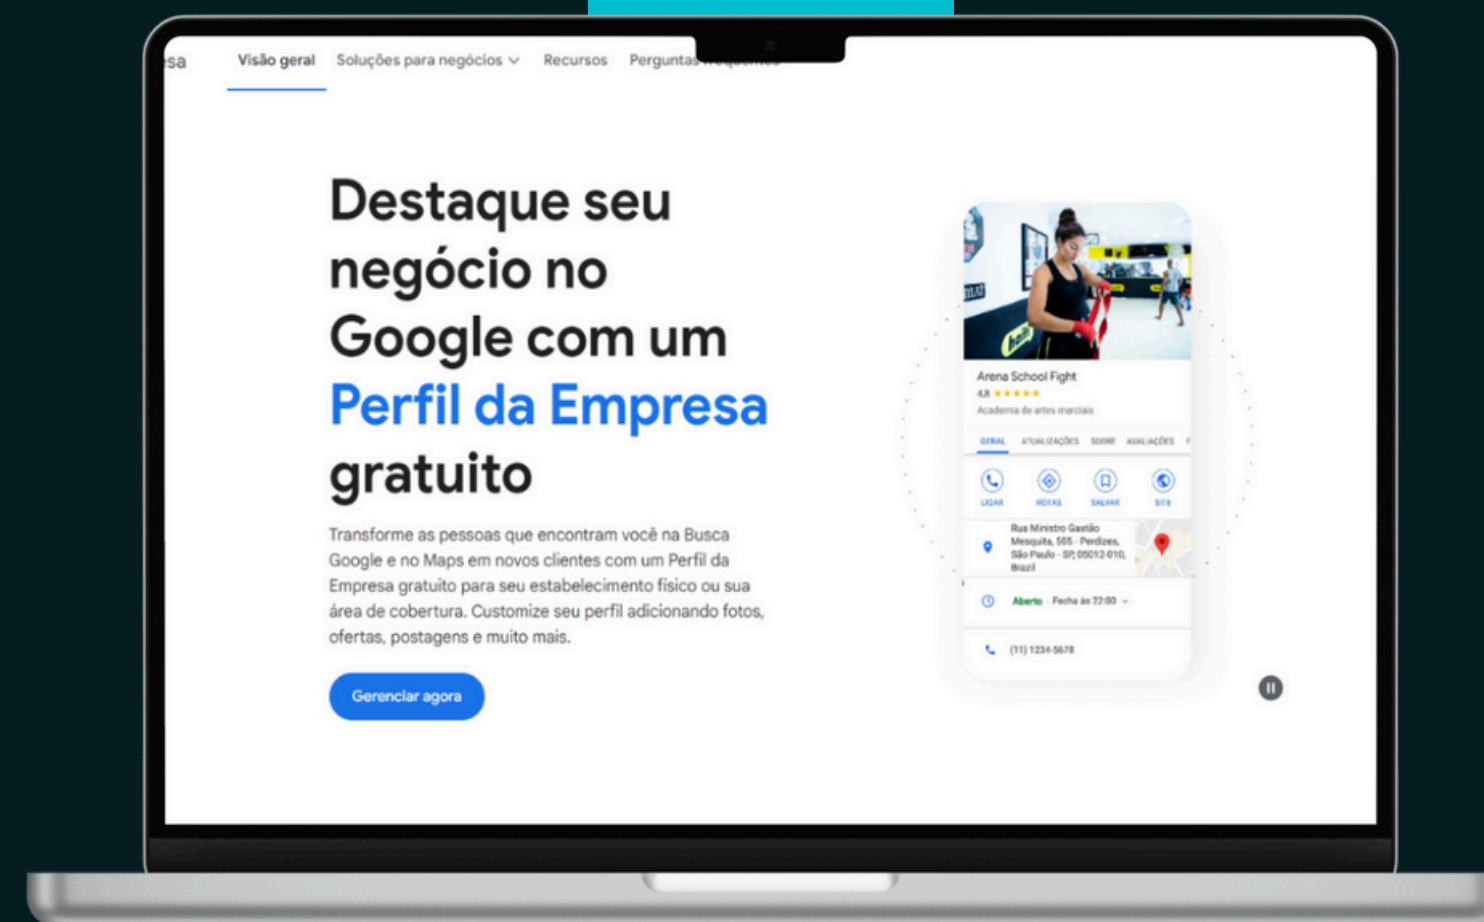 esa
Visão geral Soluções para negócios Recursos Perguntas frequentes
Destaque seu
negócio no
Google com um
Perfil da Empresa
gratuito
Transforme as pessoas que encontram você na Busca
Google e no Maps em novos clientes com um Perfil da
Empresa gratuito para seu estabelecimento físico ou sua
área de cobertura. Customize seu perfil adicionando fotos,
ofertas, postagens e muito mais.
Gerenciar agora
Arena School Fight
4,8
Academia de artes marciais
GERAL ATUALIZAÇÕES SOBRE AVALIAÇÕES F
LIGAR ROTAS SALVAR SITE
Rua Ministro Gastão
Mesquita, 505 - Perdizes,
São Paulo - SP, 05012-010,
Brazil
Aberto · Fecha às 22:00
(11) 1234-5678